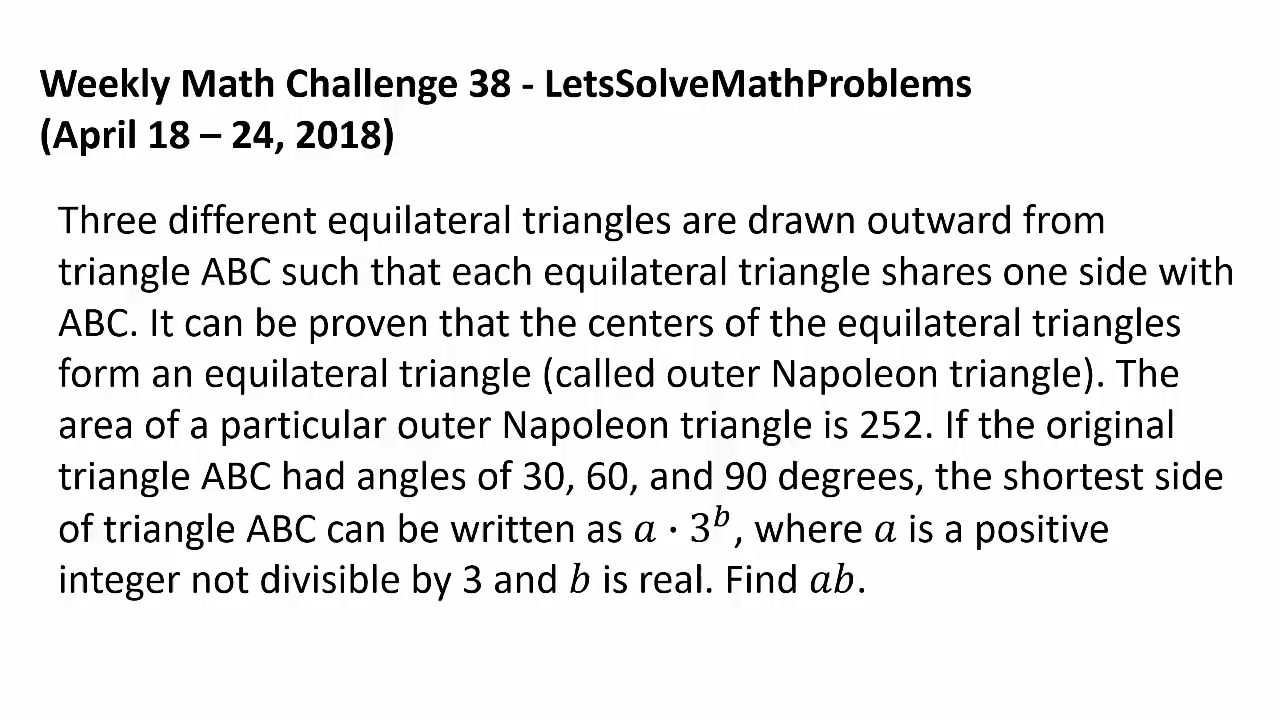 Weekly Math Challenge 38 - LetsSolveMathProblems
(April 18 – 24, 2018)
Three different equilateral triangles are drawn outward from
triangle ABC such that each equilateral triangle shares one side with
ABC. It can be proven that the centers of the equilateral triangles
form an equilateral triangle (called outer Napoleon triangle). The
area of a particular outer Napoleon triangle is 252. If the original
triangle ABC had angles of 30, 60, and 90 degrees, the shortest side
of triangle ABC can be written as a · 3^b, where a is a positive
integer not divisible by 3 and b is real. Find ab.